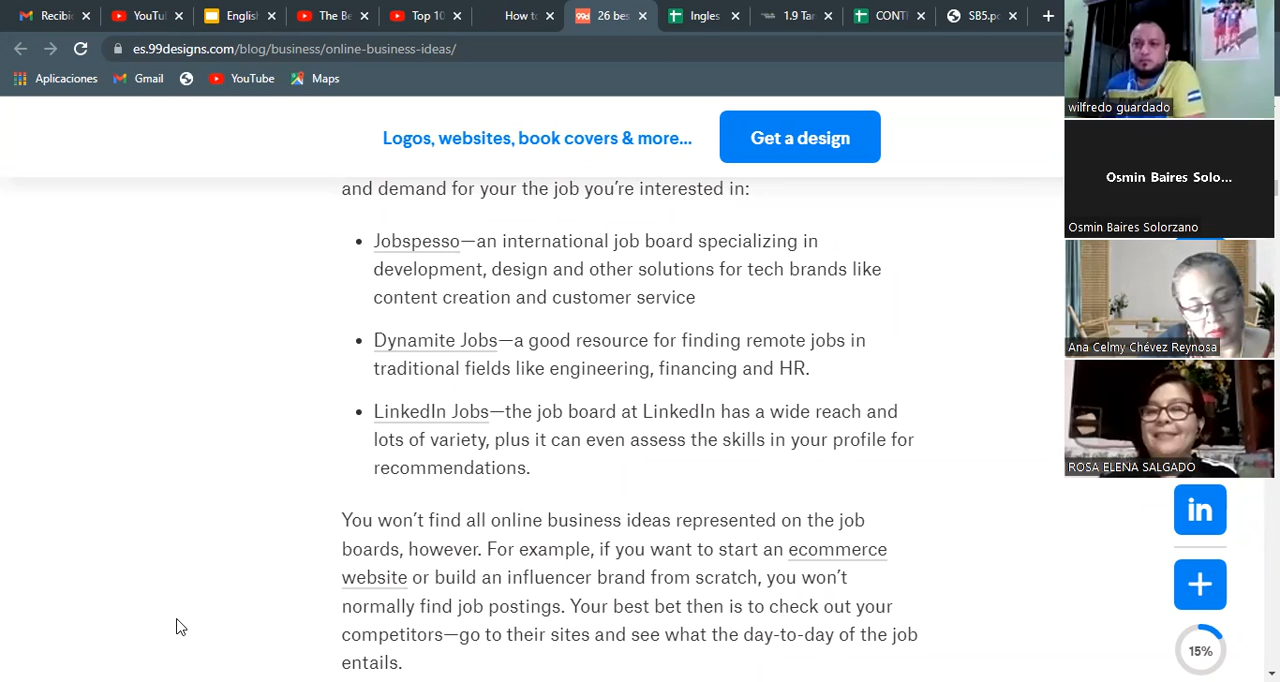 Recibi
YouTu
English
The Be
Top 10
How to
26 bes
Ingles
1.9 Tar
CONTI
SB5.po
es.99designs.com/blog/business/online-business-ideas/
Aplicaciones
Gmail
YouTube
Maps
Logos, websites, book covers & more...
Get a design
and demand for your the job you're interested in:
• Jobspesso—an international job board specializing in
development, design and other solutions for tech brands like
content creation and customer service
• Dynamite Jobs—a good resource for finding remote jobs in
traditional fields like engineering, financing and HR.
• LinkedIn Jobs—the job board at LinkedIn has a wide reach and
lots of variety, plus it can even assess the skills in your profile for
recommendations.
You won't find all online business ideas represented on the job
boards, however. For example, if you want to start an ecommerce
website or build an influencer brand from scratch, you won't
normally find job postings. Your best bet then is to check out your
competitors—go to their sites and see what the day-to-day of the job
entails.
wilfredo guardado
Osmin Baires Solo...
Osmin Baires Solorzano
Ana Celmy Chévez Reynosa
ROSA ELENA SALGADO
in
15%